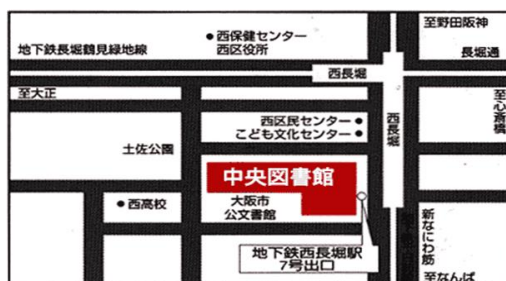 至野田阪神
西保健センター
西区役所
地下鉄長堀鶴見緑地線
長堀通
西長堀
至大正
至心斎橋
西区民センター
こども文化センター
西長堀
土佐公園
中央図書館
西高校
大阪市
公文書館
新なにわ筋
地下鉄西長堀駅
7号出口
至なんば